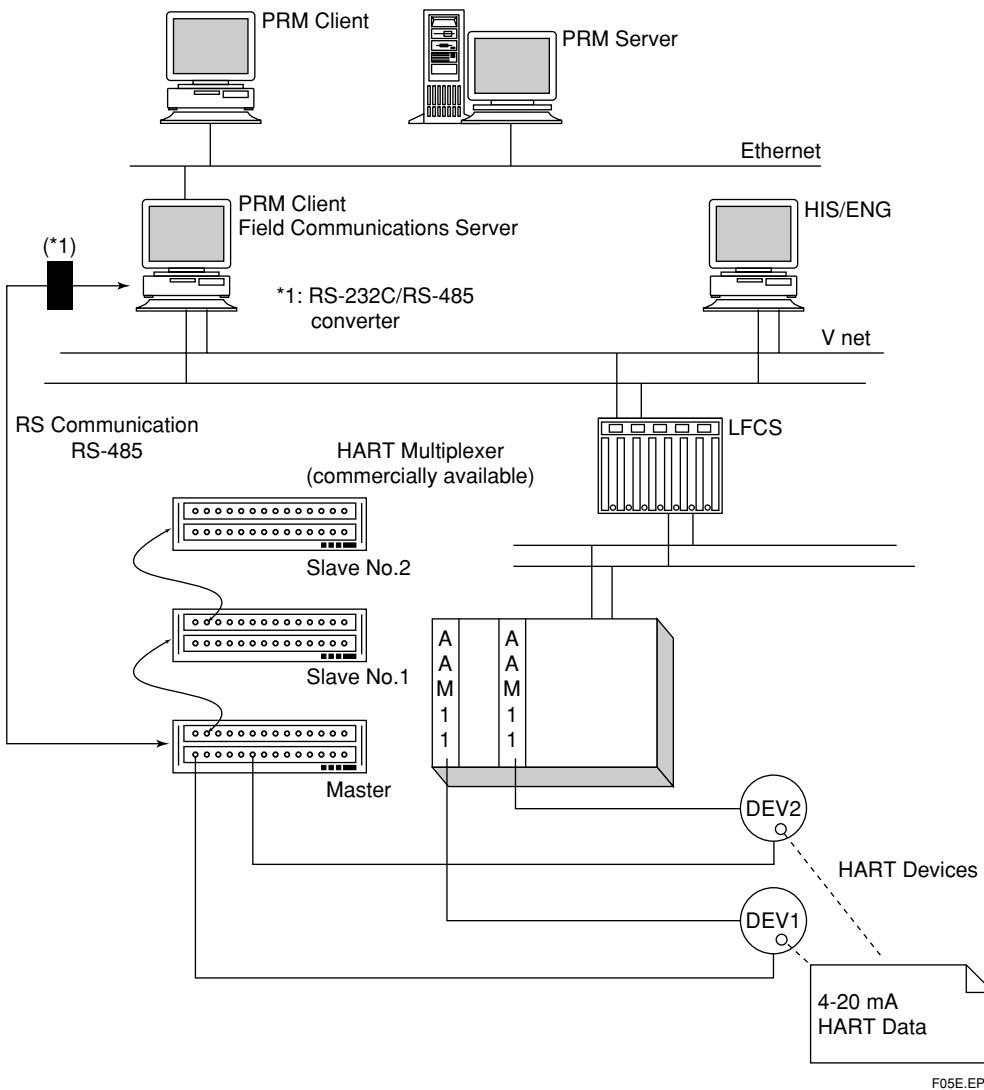 PRM Client
PRM Server
Ethernet
PRM Client
Field Communications Server
HIS/ENG
(*1)
*1: RS-232C/RS-485
converter
V net
RS Communication
RS-485
HART Multiplexer
(commercially available)
LFCS
Slave No.2
Slave No.1
A
A
M
1
1
A
A
M
1
1
Master
DEV2
HART Devices
DEV1
4-20 mA
HART Data
F05E.EP